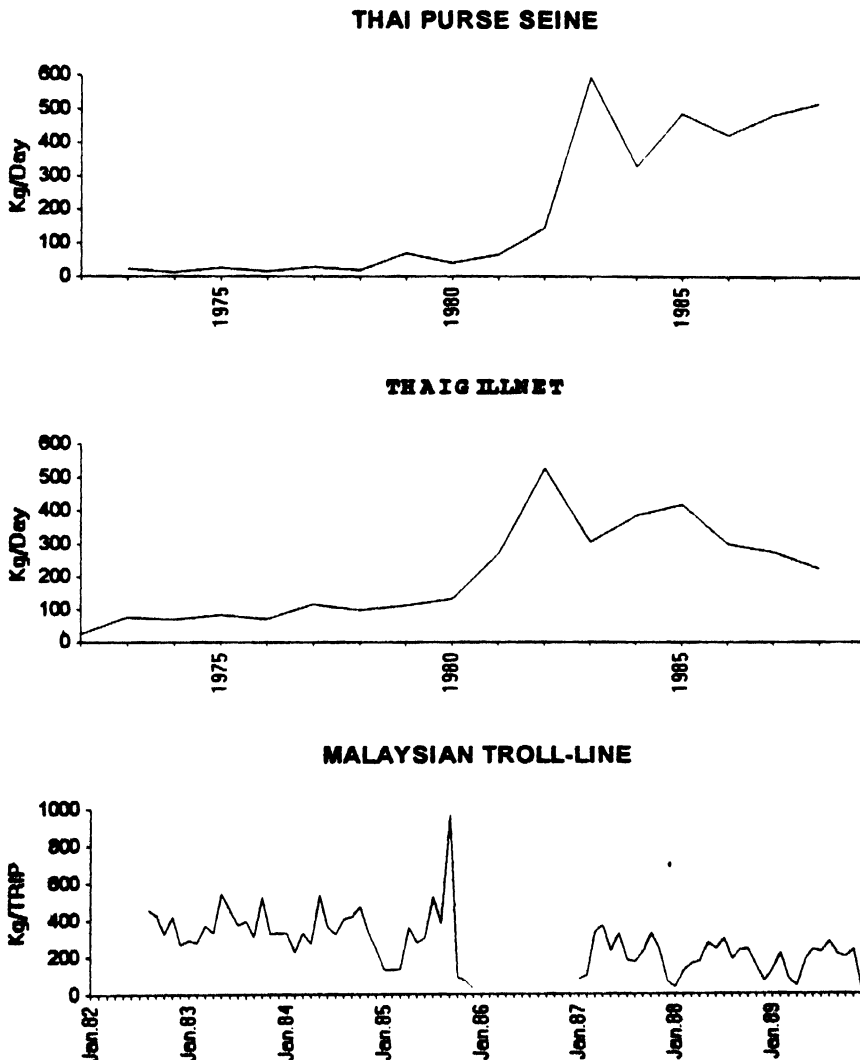 THAI PURSE SEINE
600
500
400
300
200
100
0
Kg/Day
1975
1980
1985
THAIGILLNET
600
500
400
300
200
100
0
Kg/Day
1975
1980
1985
MALAYSIAN TROLL-LINE
1000
800
600
400
200
0
Kg/TRIP
Jan.82
Jan.83
Jan.84
Jan.85
Jan.86
Jan.87
Jan.88
Jan.89